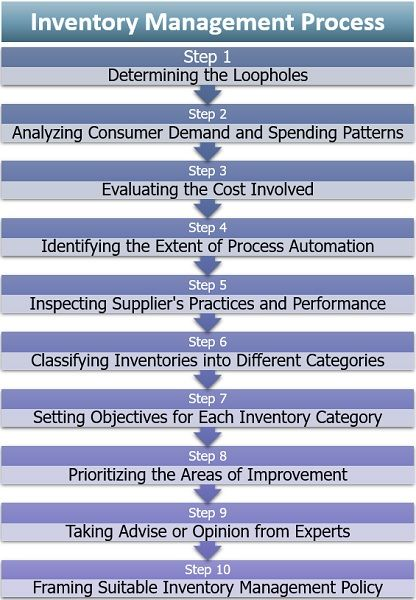 Inventory Management Process
Step 1
Determining the Loopholes
Step 2
Analyzing Consumer Demand and Spending Patterns
Step 3
Evaluating the Cost Involved
Step 4
Identifying the Extent of Process Automation
Step 5
Inspecting Supplier's Practices and Performance
Step 6
Classifying Inventories into Different Categories
Step 7
Setting Objectives for Each Inventory Category
Step 8
Prioritizing the Areas of Improvement
Step 9
Taking Advise or Opinion from Experts
Step 10
Framing Suitable Inventory Management Policy